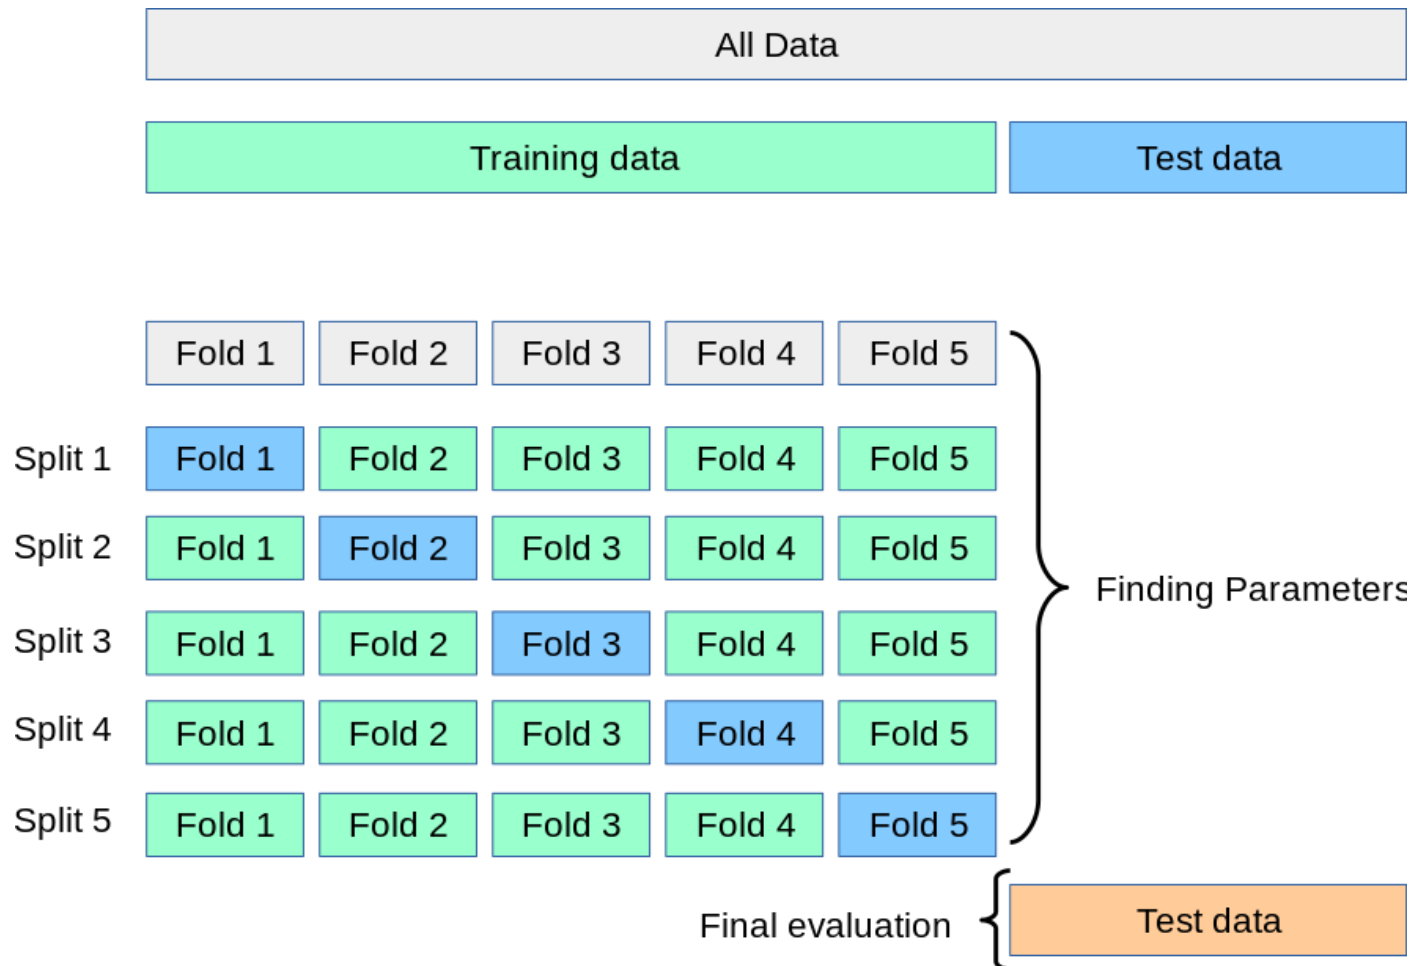 All Data
Training data Test data
Fold 1 Fold 2 Fold 3 Fold 4 Fold 5
Split 1 Fold 1 Fold 2 Fold 3 Fold 4 Fold 5
Split 2 Fold 1 Fold 2 Fold 3 Fold 4 Fold 5
Finding Parameters
Split 3 Fold 1 Fold 2 Fold 3 Fold 4 Fold 5
Split 4 Fold 1 Fold 2 Fold 3 Fold 4 Fold 5
Split 5 Fold 1 Fold 2 Fold 3 Fold 4 Fold 5
Final evaluation Test data